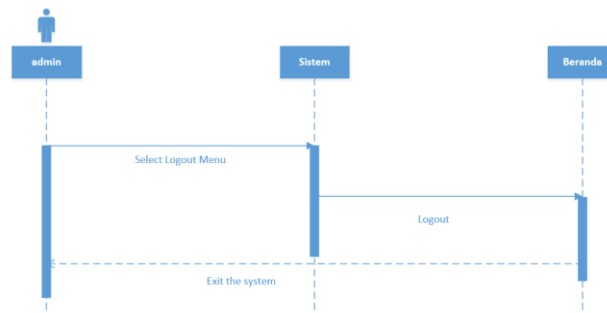 admin
Sistem
Beranda
Select Logout Menu
Logout
Exit the system